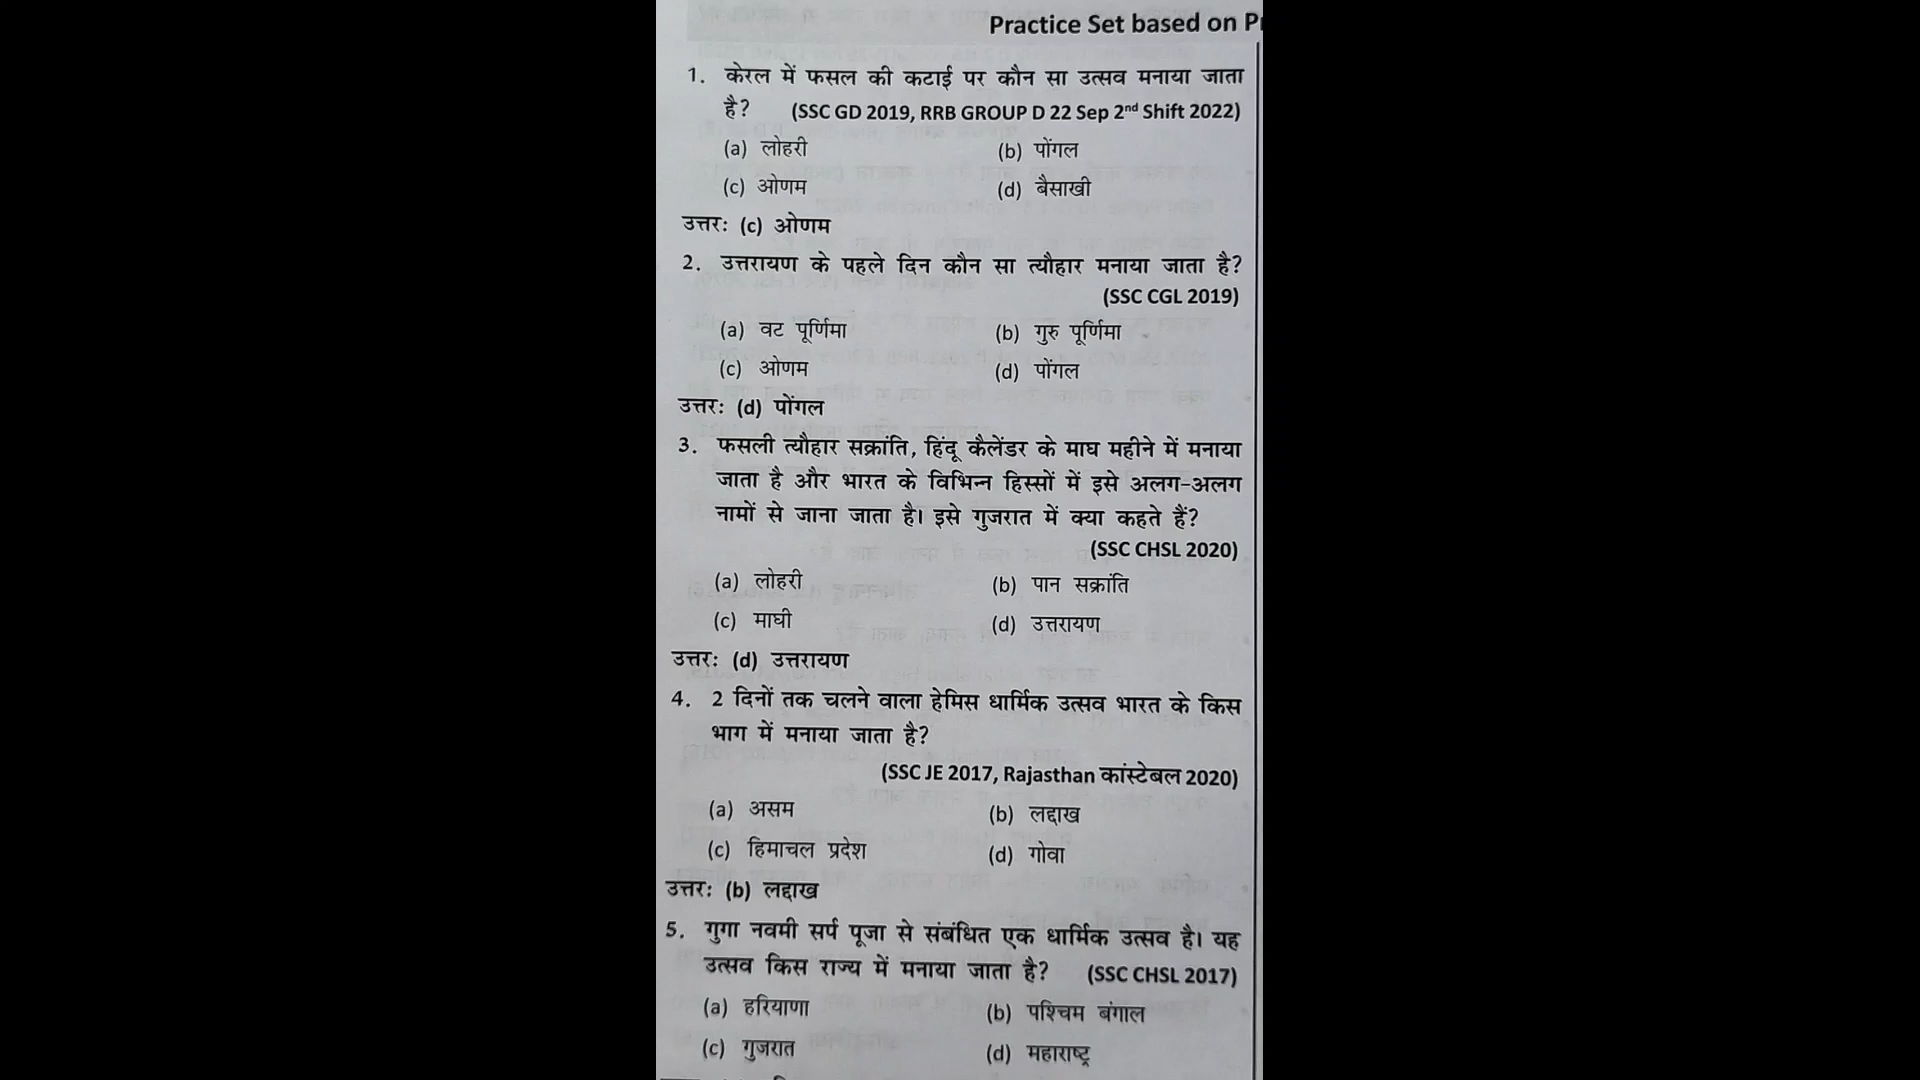 Practice Set based on P
1. केरल में फसल की कटाई पर कौन सा उत्सव मनाया जाता
है? (SSC GD 2019, RRB GROUP D 22 Sep 2nd Shift 2022)
(a) लोहरी (b) पोंगल
(c) ओणम (d) बैसाखी
उत्तरः (c) ओणम
2. उत्तरायण के पहले दिन कौन सा त्यौहार मनाया जाता है?
(SSC CGL 2019)
(a) वट पूर्णिमा (b) गुरु पूर्णिमा
(c) ओणम (d) पोंगल
उत्तरः (d) पोंगल
3. फसली त्यौहार सक्रांति, हिंदू कैलेंडर के माघ महीने में मनाया
जाता है और भारत के विभिन्न हिस्सों में इसे अलग-अलग
नामों से जाना जाता है। इसे गुजरात में क्या कहते हैं?
(SSC CHSL 2020)
(a) लोहरी (b) पान सक्रांति
(c) माघी (d) उत्तरायण
उत्तरः (d) उत्तरायण
4. 2 दिनों तक चलने वाला हेमिस धार्मिक उत्सव भारत के किस
भाग में मनाया जाता है?
(SSC JE 2017, Rajasthan कांस्टेबल 2020)
(a) असम (b) लद्दाख
(c) हिमाचल प्रदेश (d) गोवा
उत्तरः (b) लद्दाख
5. गुगा नवमी सर्प पूजा से संबंधित एक धार्मिक उत्सव है। यह
उत्सव किस राज्य में मनाया जाता है? (SSC CHSL 2017)
(a) हरियाणा (b) पश्चिम बंगाल
(c) गुजरात (d) महाराष्ट्र